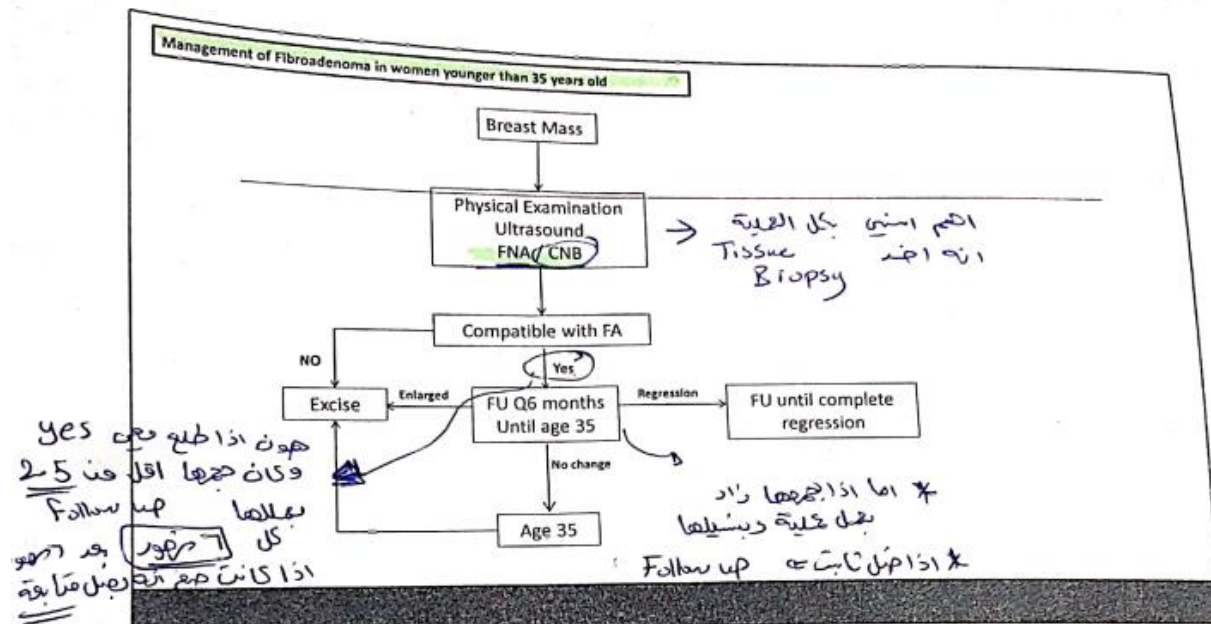 Management of Fibroadenoma in women younger than 35 years old
Breast Mass
Physical Examination
Ultrasound
FNA/ CNB
→ اهم اشي بكل العملية
انه اخد Tissue
Biopsy
Compatible with FA
NO
Yes
Excise
Enlarged
FU Q6 months
Until age 35
Regression
FU until complete
regression
No change
Age 35
هون اذا طلع معي yes
وكان حجمها اقل من 2.5
بعملها Follow up
كل 6 شهور
اذا كانت متابعة
* اما اذا حجمها زاد
بعمل عملية وبشيلها
* اذا ضل ثابت Follow up